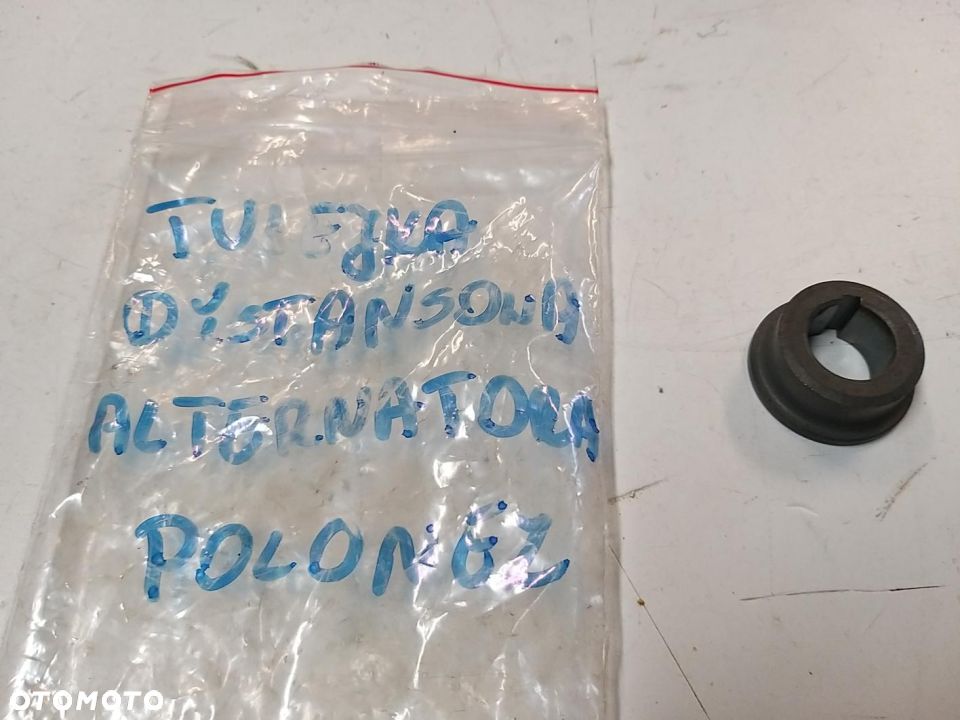 TULEJKA
DYSTANSOWA
ALTERNATORA
POLONEZ
OTOMOTO